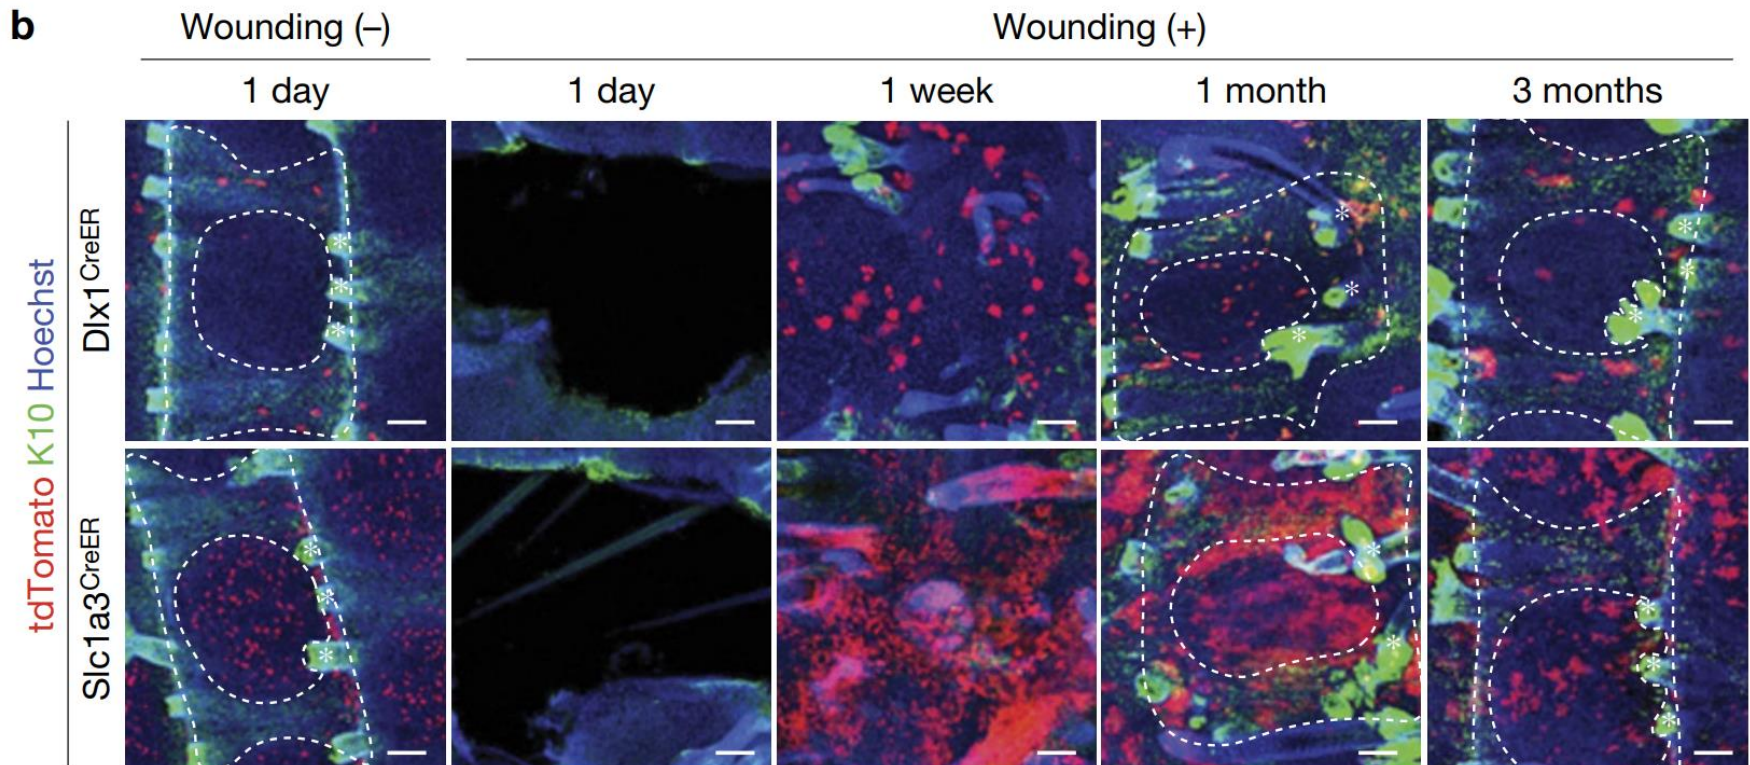 b
Wounding (–)
Wounding (+)
1 day
1 day
1 week
1 month
3 months
tdTomato K10 Hoechst
Dlx1CreER
Slc1a3CreER
* * *
* * *
* * *
* * *
* *
* * *